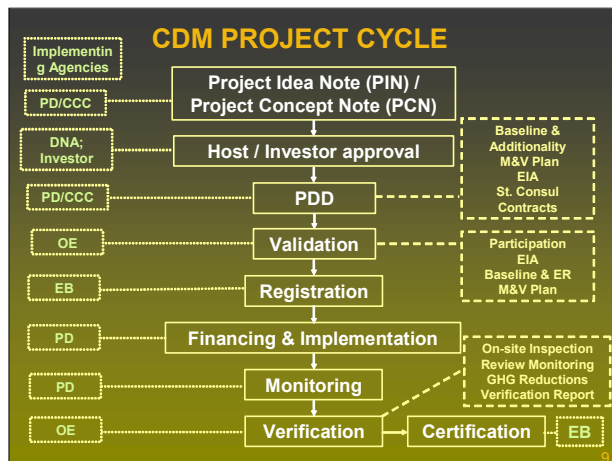 CDM PROJECT CYCLE
Implementin
g Agencies
PD/CCC
Project Idea Note (PIN) /
Project Concept Note (PCN)
DNA;
Investor
Host / Investor approval
Baseline &
Additionality
M&V Plan
EIA
St. Consul
Contracts
PD/CCC
PDD
OE
Validation
Participation
EIA
Baseline & ER
M&V Plan
EB
Registration
PD
Financing & Implementation
On-site Inspection
Review Monitoring
GHG Reductions
Verification Report
PD
Monitoring
OE
Verification
Certification
EB
9